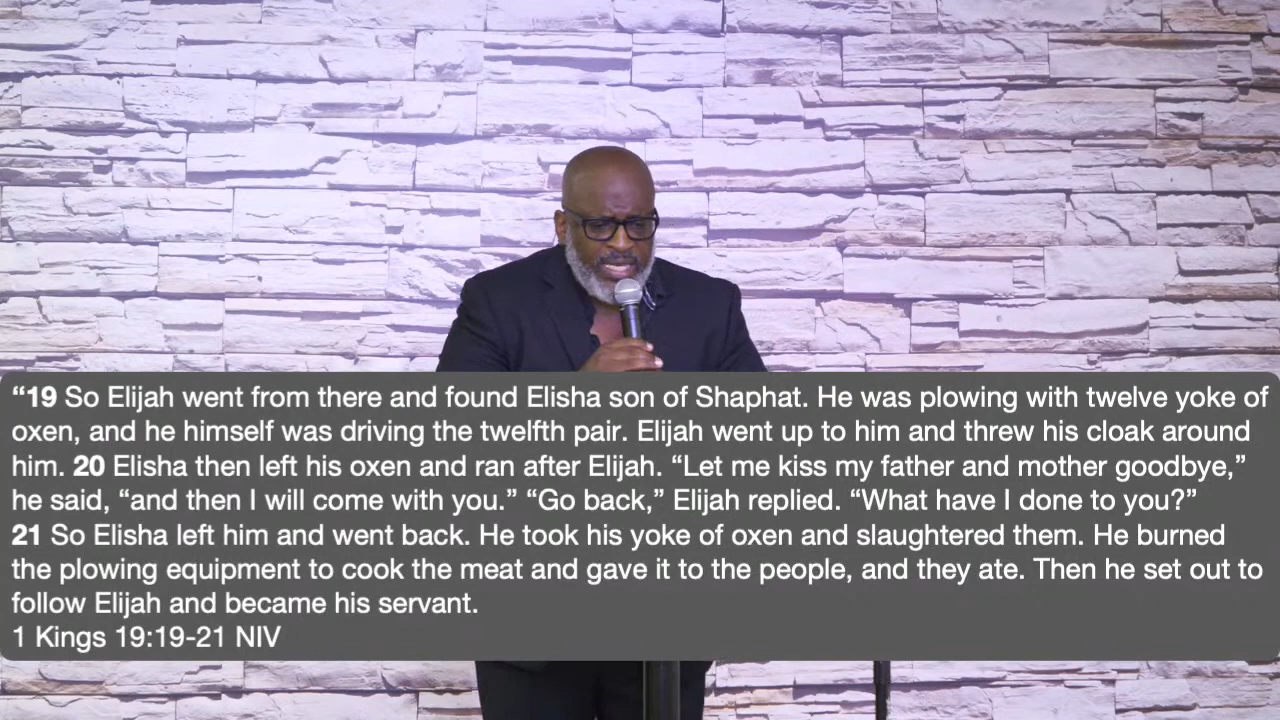 “19 So Elijah went from there and found Elisha son of Shaphat. He was plowing with twelve yoke of
oxen, and he himself was driving the twelfth pair. Elijah went up to him and threw his cloak around
him. 20 Elisha then left his oxen and ran after Elijah. “Let me kiss my father and mother goodbye,”
he said, “and then I will come with you.” “Go back,” Elijah replied. “What have I done to you?”
21 So Elisha left him and went back. He took his yoke of oxen and slaughtered them. He burned
the plowing equipment to cook the meat and gave it to the people, and they ate. Then he set out to
follow Elijah and became his servant.
1 Kings 19:19-21 NIV